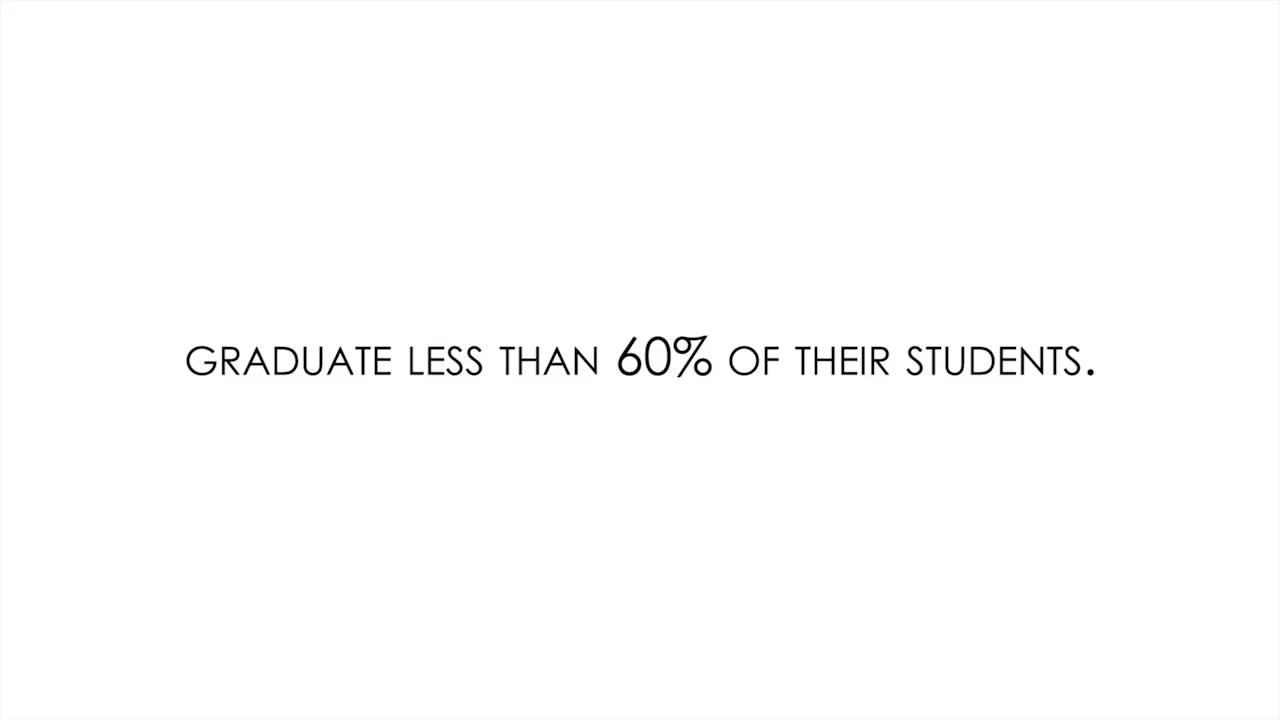 GRADUATE LESS THAN 60% OF THEIR STUDENTS.